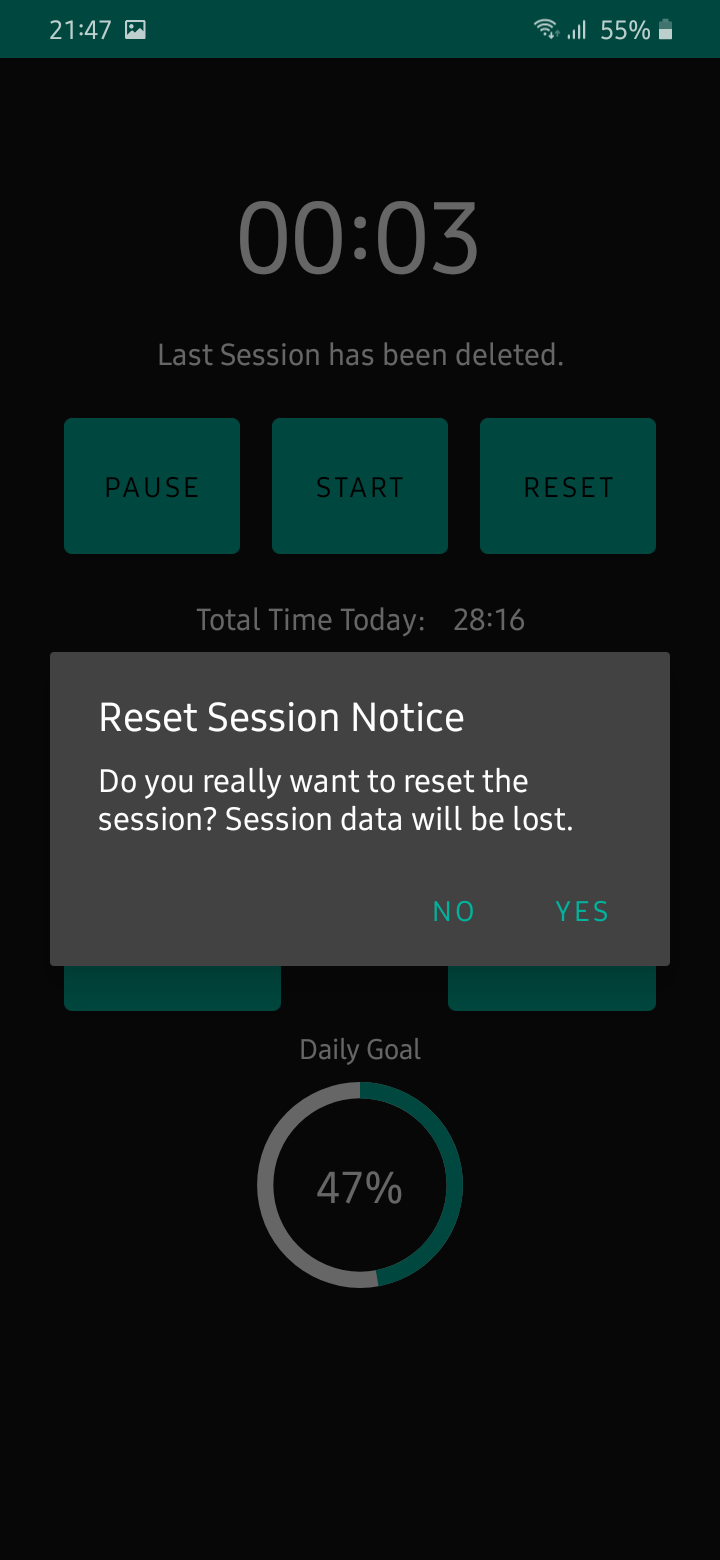 21:47 55%
00:03
Last Session has been deleted.
PAUSE START RESET
Total Time Today: 28:16
Reset Session Notice
Do you really want to reset the
session? Session data will be lost.
NO YES
Daily Goal
47%